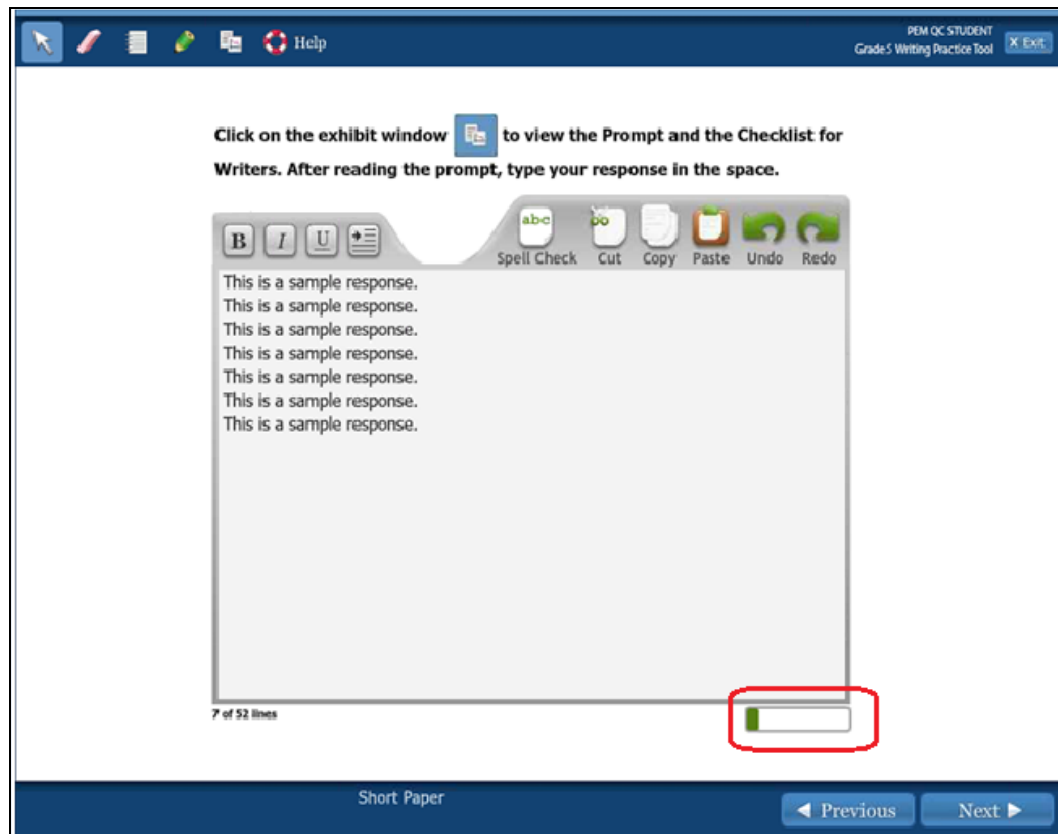 Help
PEM QC STUDENT
Grade 5 Writing Practice Tool
X Exit
Click on the exhibit window to view the Prompt and the Checklist for
Writers. After reading the prompt, type your response in the space.
B I U
abc
Spell Check Cut Copy Paste Undo Redo
This is a sample response.
This is a sample response.
This is a sample response.
This is a sample response.
This is a sample response.
This is a sample response.
This is a sample response.
7 of 52 lines
Short Paper
Previous Next